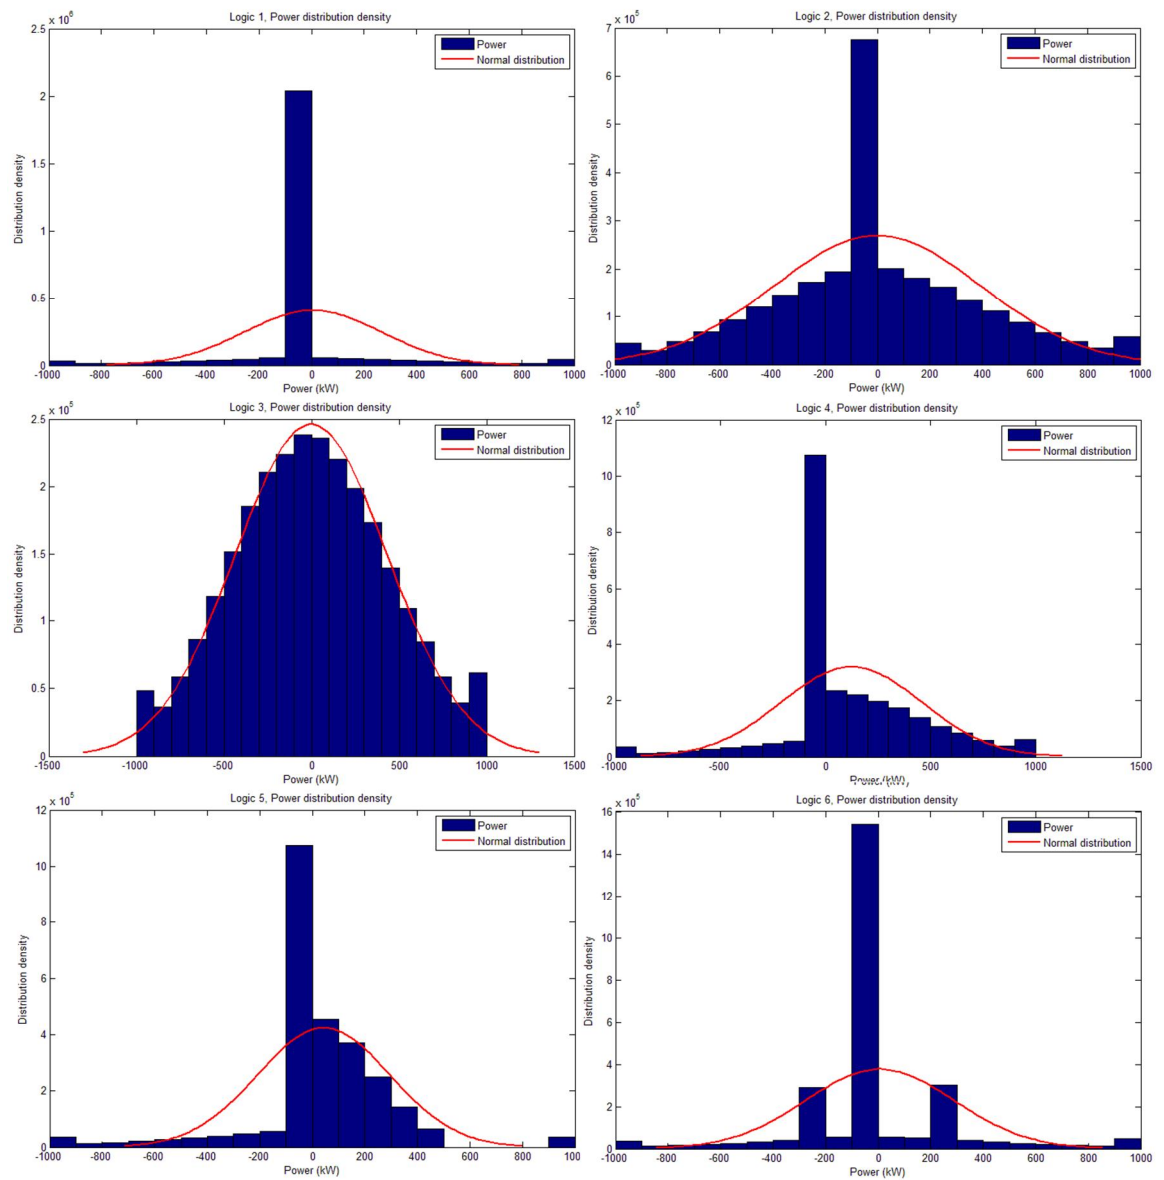 Logic 1, Power distribution density
x 10^6
Power
Normal distribution
Distribution density
2.5
2
1.5
1
0.5
0
-1000 -800 -600 -400 -200 0 200 400 600 800 1000
Power (kW)
Logic 2, Power distribution density
x 10^5
Power
Normal distribution
Distribution density
7
6
5
4
3
2
1
0
-1000 -800 -600 -400 -200 0 200 400 600 800 1000
Power (kW)
Logic 3, Power distribution density
x 10^5
Power
Normal distribution
Distribution density
2.5
2
1.5
1
0.5
0
-1500 -1000 -500 0 500 1000 1500
Power (kW)
Logic 4, Power distribution density
x 10^5
Power
Normal distribution
Distribution density
12
10
8
6
4
2
0
-1000 -500 0 500 1000 1500
Power (kW)
Logic 5, Power distribution density
x 10^5
Power
Normal distribution
Distribution density
12
10
8
6
4
2
0
-1000 -800 -600 -400 -200 0 200 400 600 800 1000
Power (kW)
Logic 6, Power distribution density
x 10^5
Power
Normal distribution
Distribution density
16
14
12
10
8
6
4
2
0
-1000 -800 -600 -400 -200 0 200 400 600 800 1000
Power (kW)